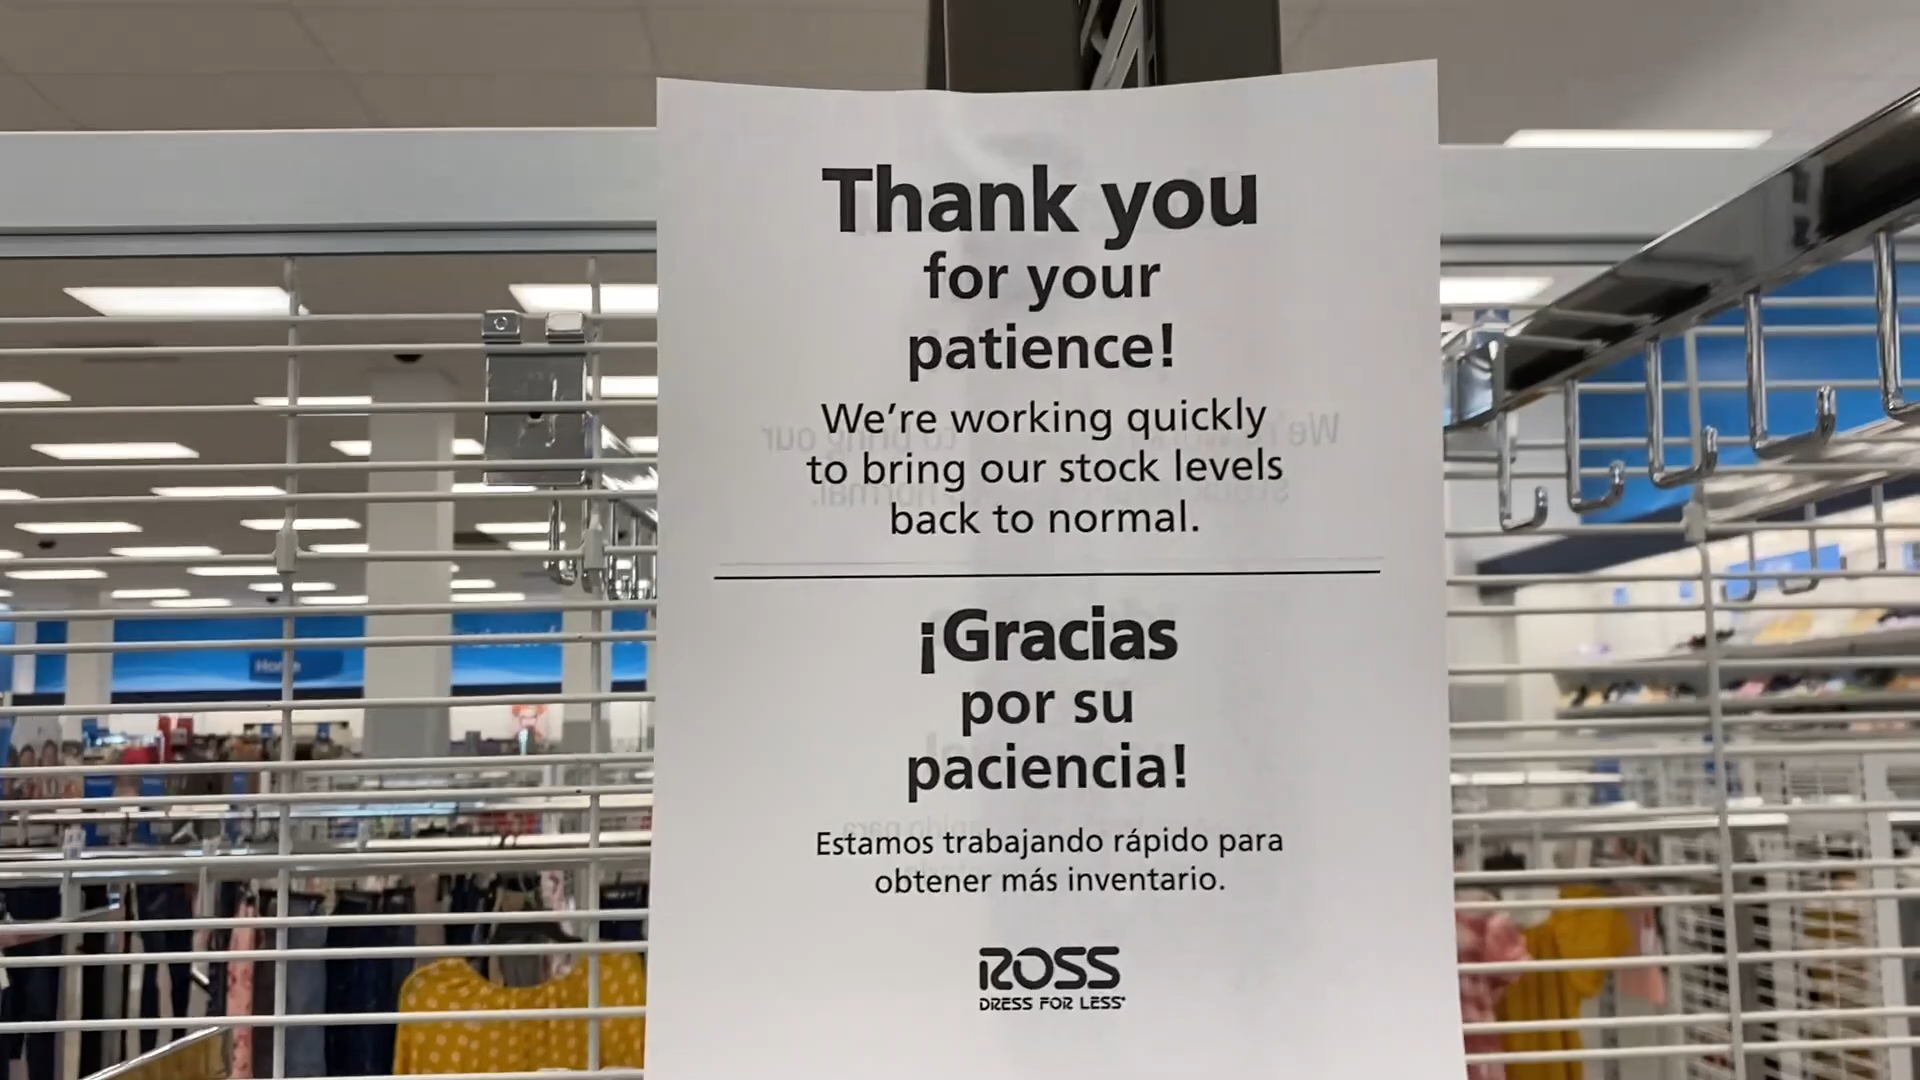 Thank you
for your
patience!
We're working quickly
to bring our stock levels
back to normal.
¡Gracias
por su
paciencia!
Estamos trabajando rápido para
obtener más inventario.
ROSS
DRESS FOR LESS
Home